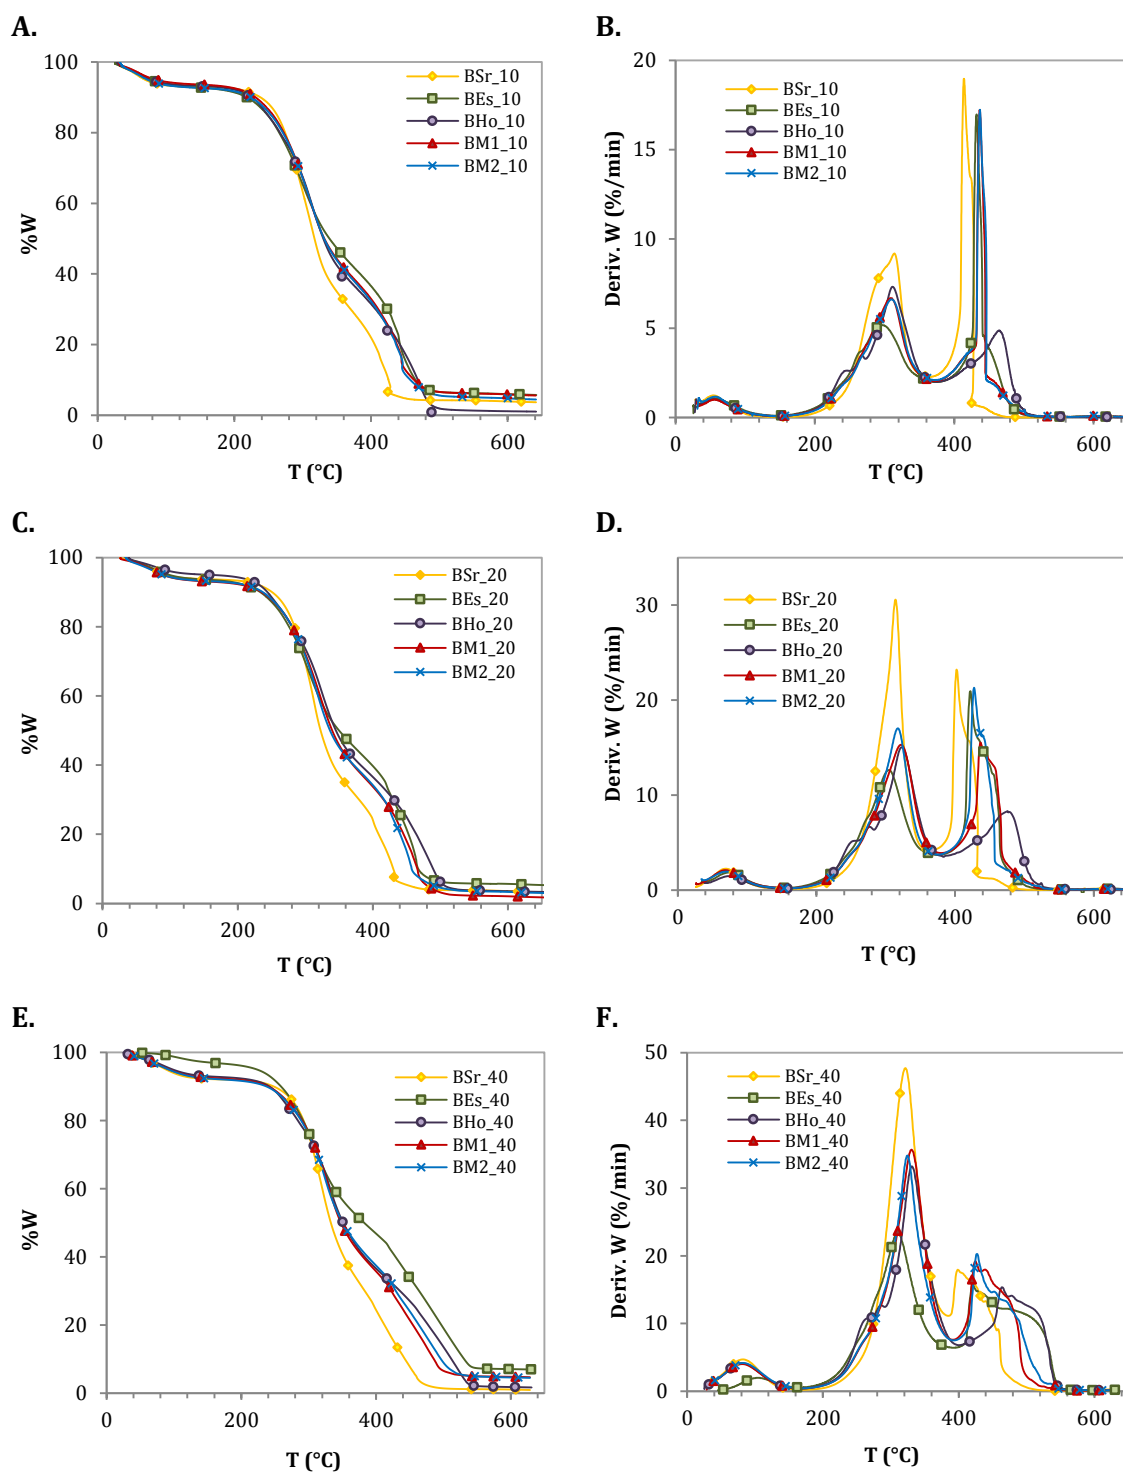 A.
100
80
60
40
20
0
%W
0
200
400
600
T (°C)
BSr_10
BEs_10
BHo_10
BM1_10
BM2_10
B.
20
15
10
5
0
Deriv. W (%/min)
0
200
400
600
T (°C)
BSr_10
BEs_10
BHo_10
BM1_10
BM2_10
C.
100
80
60
40
20
0
%W
0
200
400
600
T (°C)
BSr_20
BEs_20
BHo_20
BM1_20
BM2_20
D.
30
20
10
0
Deriv. W (%/min)
0
200
400
600
T (°C)
BSr_20
BEs_20
BHo_20
BM1_20
BM2_20
E.
100
80
60
40
20
0
%W
0
200
400
600
T (°C)
BSr_40
BEs_40
BHo_40
BM1_40
BM2_40
F.
50
40
30
20
10
0
Deriv. W (%/min)
0
200
400
600
T (°C)
BSr_40
BEs_40
BHo_40
BM1_40
BM2_40